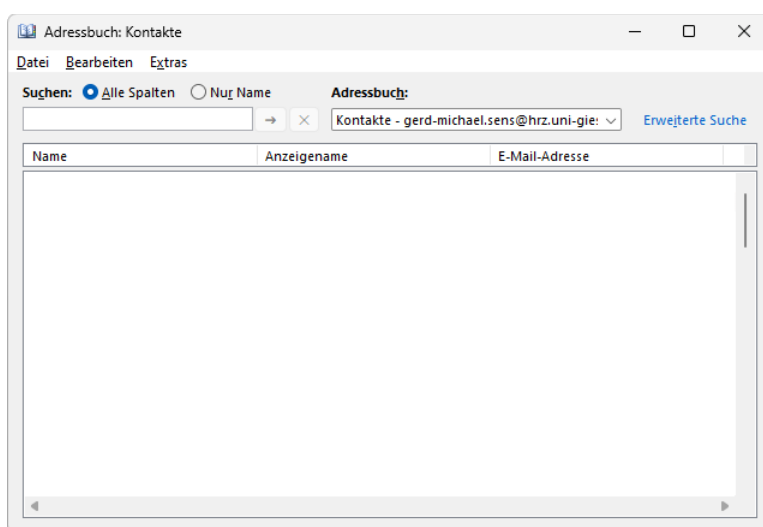 Adressbuch: Kontakte
Datei Bearbeiten Extras
Suchen: Alle Spalten Nur Name Adressbuch:
Kontakte - gerd-michael.sens@hrz.uni-gie: Erweiterte Suche
Name Anzeigename E-Mail-Adresse